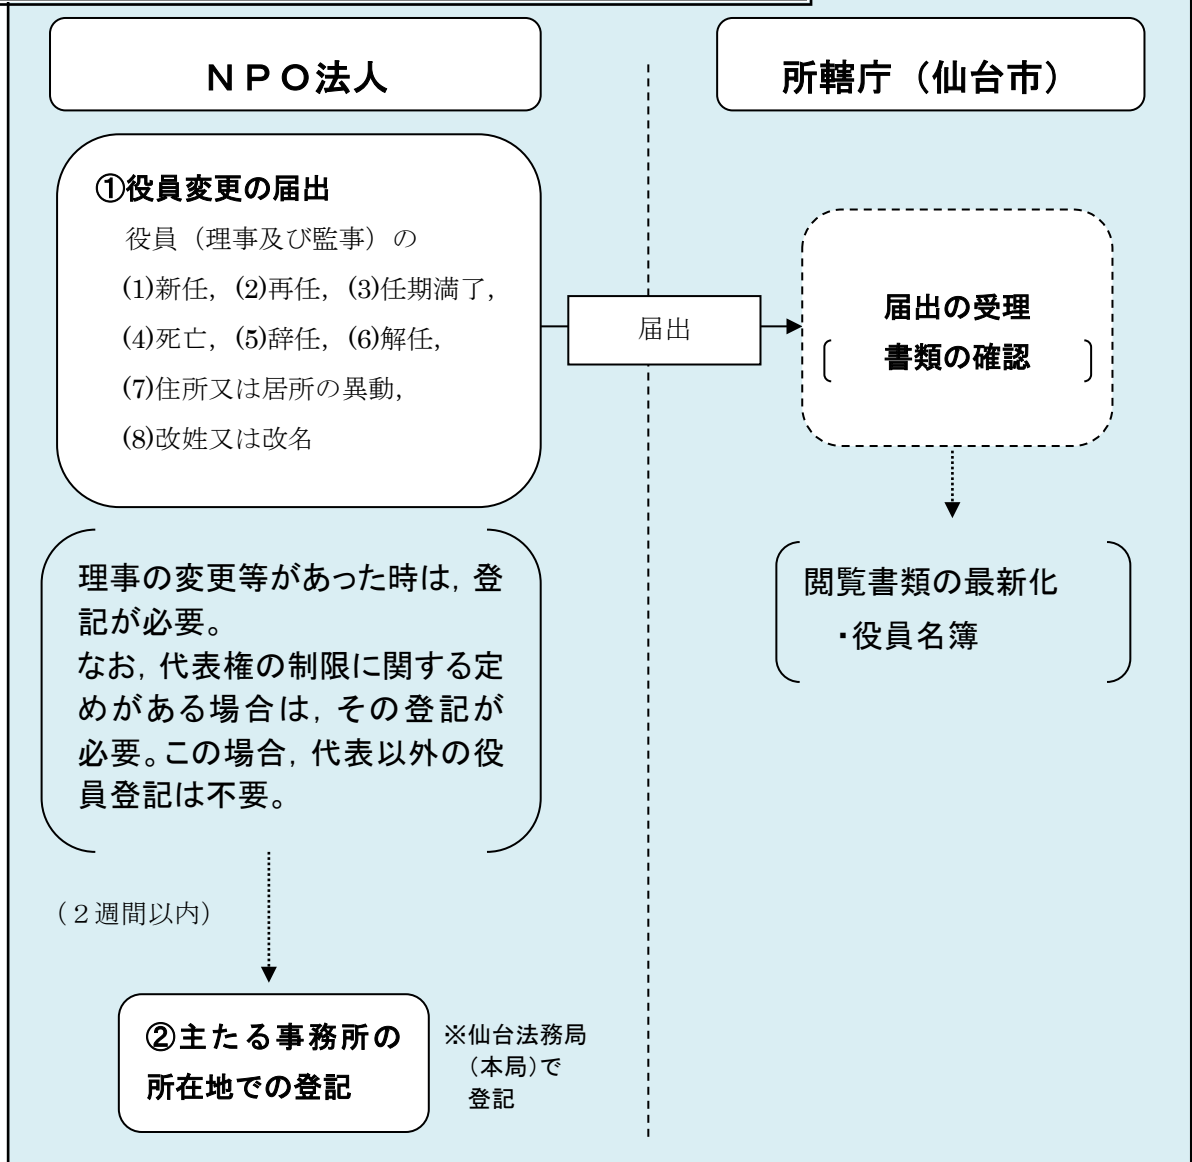 ＮＰＯ法人
所轄庁（仙台市）
①役員変更の届出
役員（理事及び監事）の
(1)新任，(2)再任，(3)任期満了，
(4)死亡，(5)辞任，(6)解任，
(7)住所又は居所の異動，
(8)改姓又は改名
届出
届出の受理
書類の確認
理事の変更等があった時は，登
記が必要。
なお，代表権の制限に関する定
めがある場合は，その登記が
必要。この場合，代表以外の役
員登記は不要。
閲覧書類の最新化
・役員名簿
（２週間以内）
②主たる事務所の
所在地での登記
※仙台法務局
（本局）で
登記